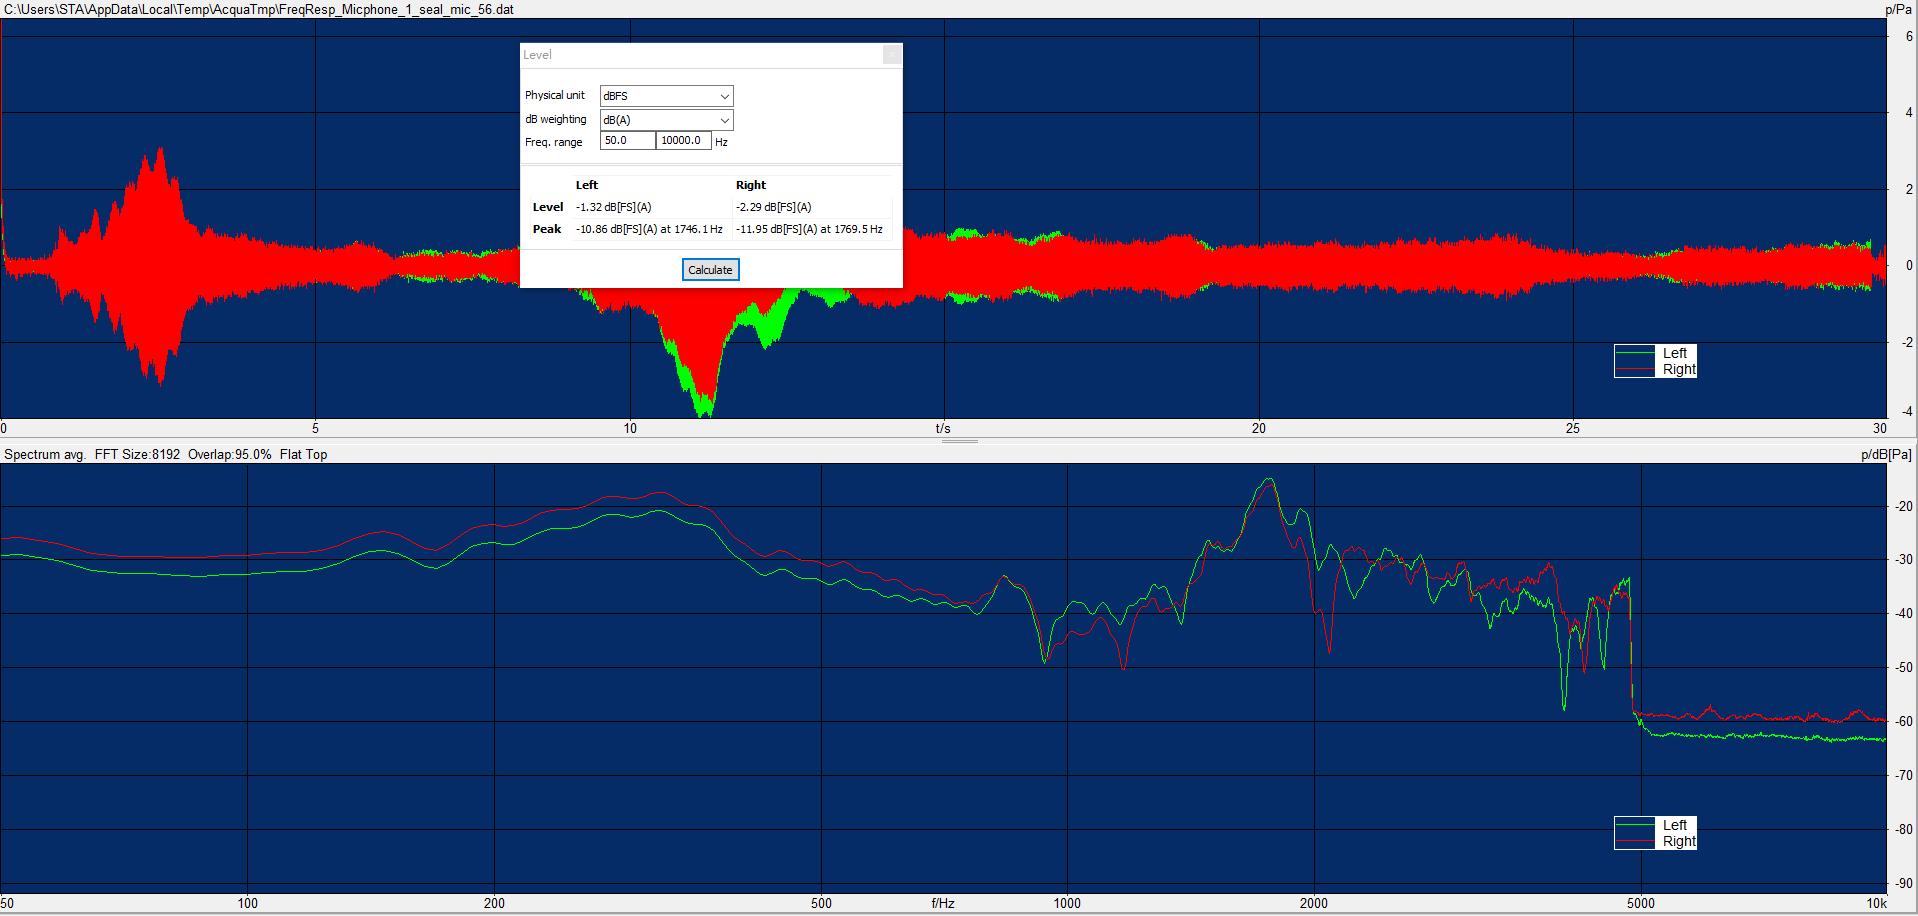 C:\Users\STA\AppData\Local\Temp\AcquaTmp\FreqResp_Micphone_1_seal_mic_56.dat
p/Pa
Level
Physical unit dBFS
dB weighting dB(A)
Freq. range 50.0 10000.0 Hz
Left Right
Level -1.32 dB[FS](A) -2.29 dB[FS](A)
Peak -10.86 dB[FS](A) at 1746.1 Hz -11.95 dB[FS](A) at 1769.5 Hz
Calculate
6
4
2
0
-2
-4
Left
Right
0 5 10 t/s 20 25 30
Spectrum avg. FFT Size:8192 Overlap:95.0% Flat Top
p/dB[Pa]
-20
-30
-40
-50
-60
-70
-80
-90
Left
Right
50 100 200 500 f/Hz 1000 2000 5000 10k